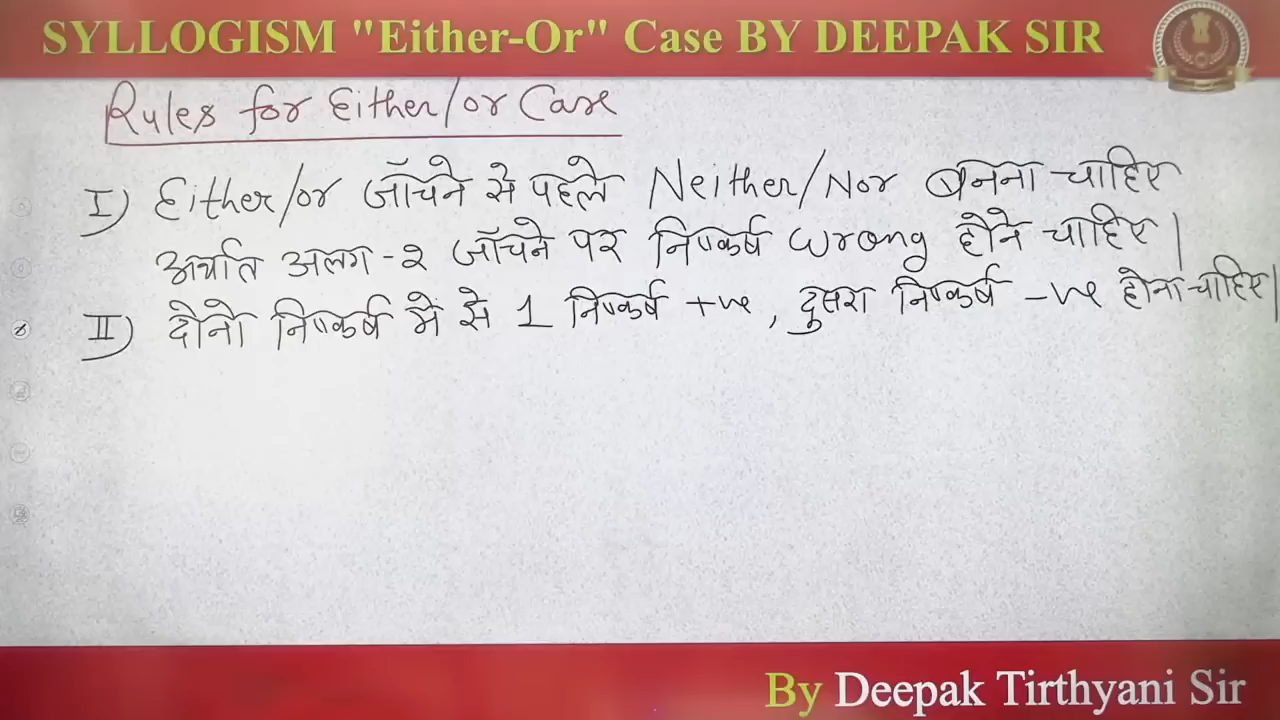 SYLLOGISM "Either-Or" Case BY DEEPAK SIR
Rules for Either/or Case
I) Either/or जॉचने से पहले Neither/Nor बनना चाहिए
अर्थात अलग-२ जॉचने पर निष्कर्ष wrong होने चाहिए।
II) दोनो निष्कर्ष मे से 1 निष्कर्ष +ve, दुसरा निष्कर्ष -ve होना चाहिए।
By Deepak Tirthyani Sir